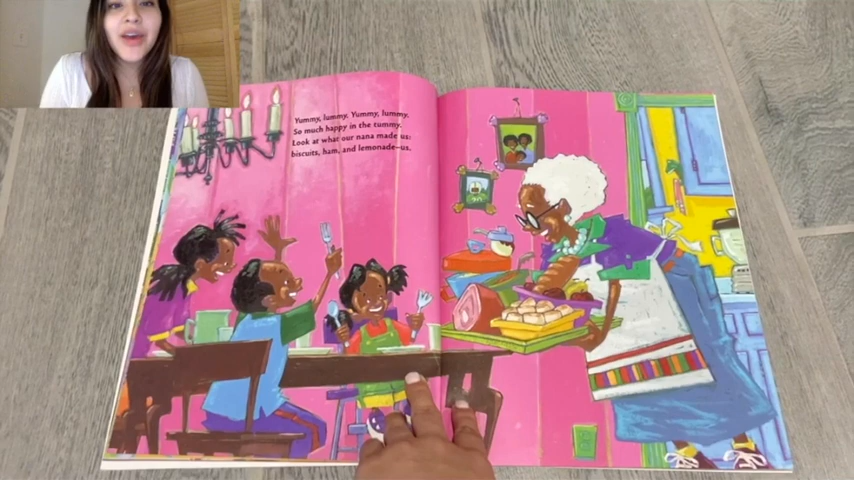 Yummy, lummy. Yummy, lummy.
So much happy in the tummy.
Look at what our nana made us:
biscuits, ham, and lemonade–us.